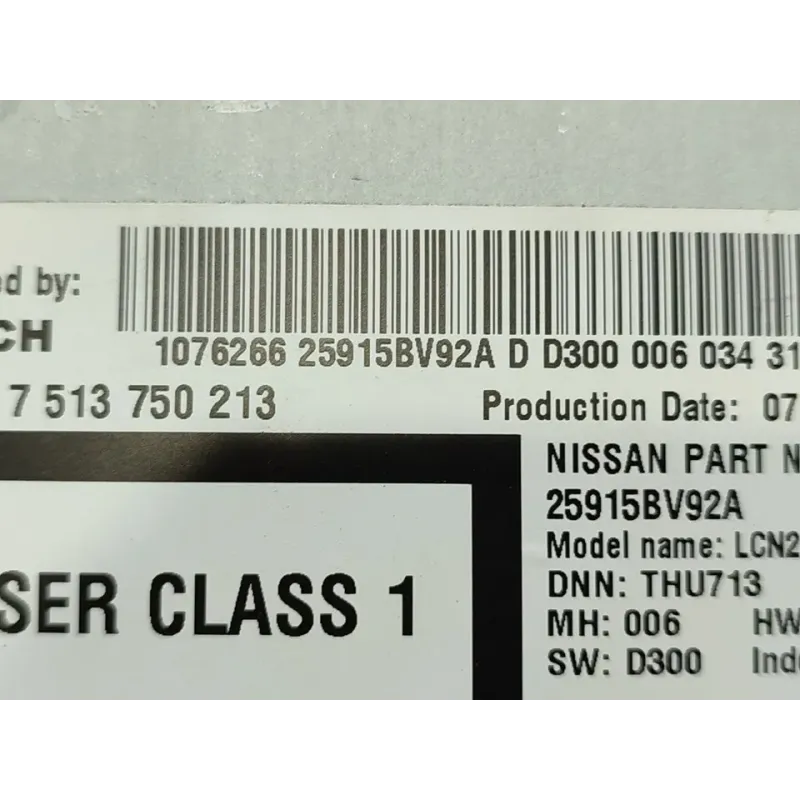 ed by:
CH
1076266 25915BV92A D D300 006 034 31
7 513 750 213
Production Date: 07
NISSAN PART N
25915BV92A
Model name: LCN2
DNN: THU713
MH: 006 HW
SW: D300 Ind
SER CLASS 1